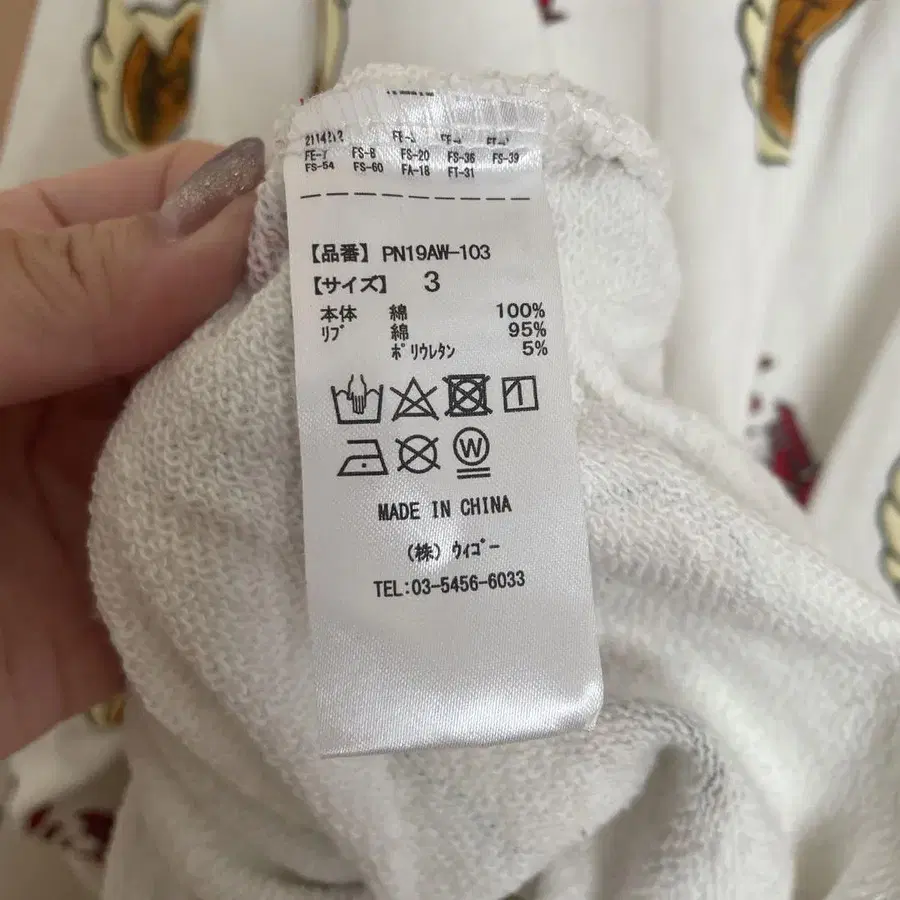 FE-7 FS-8 FS-20 FS-36 FS-39
FS-54 FS-60 FA-18 FT-31
【品番】 PN19AW-103
【サイズ】 3
本体 綿 100%
ﾘﾌﾞ 綿 95%
ﾎﾟﾘｳﾚﾀﾝ 5%
W
MADE IN CHINA
(株) ｳｨｺﾞｰ
TEL:03-5456-6033